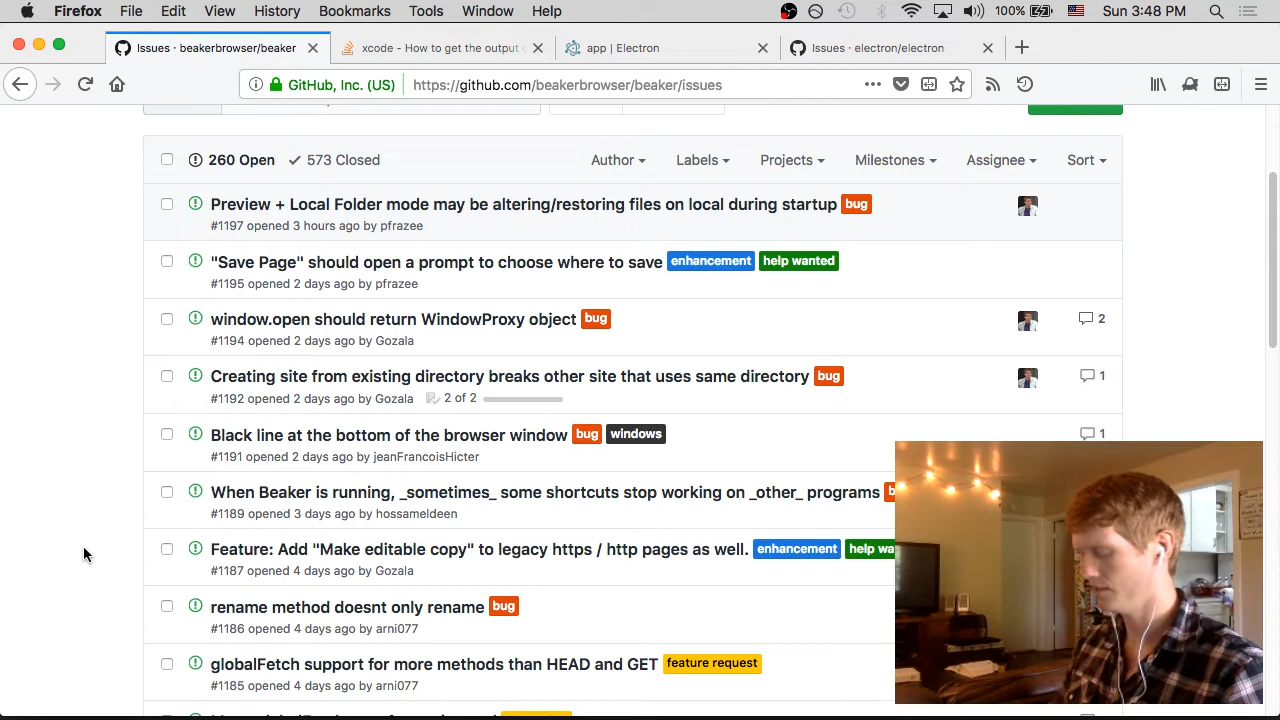 Firefox File Edit View History Bookmarks Tools Window Help 100% Sun 3:48 PM
Issues · beakerbrowser/beaker xcode - How to get the output app | Electron Issues · electron/electron
GitHub, Inc. (US) https://github.com/beakerbrowser/beaker/issues
260 Open 573 Closed Author Labels Projects Milestones Assignee Sort
Preview + Local Folder mode may be altering/restoring files on local during startup bug
#1197 opened 3 hours ago by pfrazee
"Save Page" should open a prompt to choose where to save enhancement help wanted
#1195 opened 2 days ago by pfrazee
window.open should return WindowProxy object bug 2
#1194 opened 2 days ago by Gozala
Creating site from existing directory breaks other site that uses same directory bug 1
#1192 opened 2 days ago by Gozala 2 of 2
Black line at the bottom of the browser window bug windows 1
#1191 opened 2 days ago by jeanFrancoisHicter
When Beaker is running, _sometimes_ some shortcuts stop working on _other_ programs
#1189 opened 3 days ago by hossameldeen
Feature: Add "Make editable copy" to legacy https / http pages as well. enhancement help wa
#1187 opened 4 days ago by Gozala
rename method doesnt only rename bug
#1186 opened 4 days ago by arni077
globalFetch support for more methods than HEAD and GET feature request
#1185 opened 4 days ago by arni077